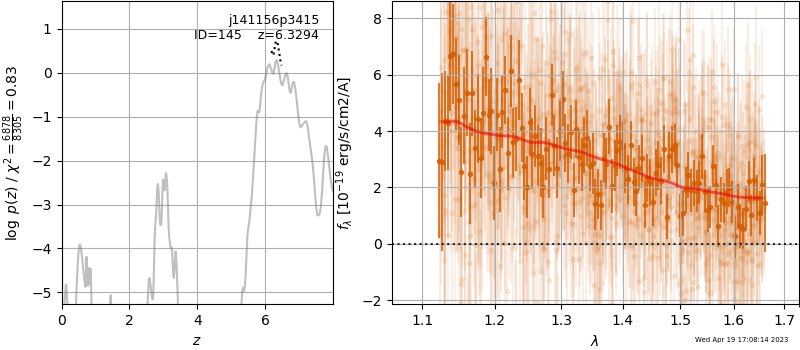 j141156p3415
ID=145 z=6.3294
log p(z) / χ² = 6878/8305 = 0.83
1
0
−1
−2
−3
−4
−5
0 2 4 6
z
f_λ [10⁻¹⁹ erg/s/cm2/A]
8
6
4
2
0
−2
1.1 1.2 1.3 1.4 1.5 1.6 1.7
λ
Wed Apr 19 17:08:14 2023